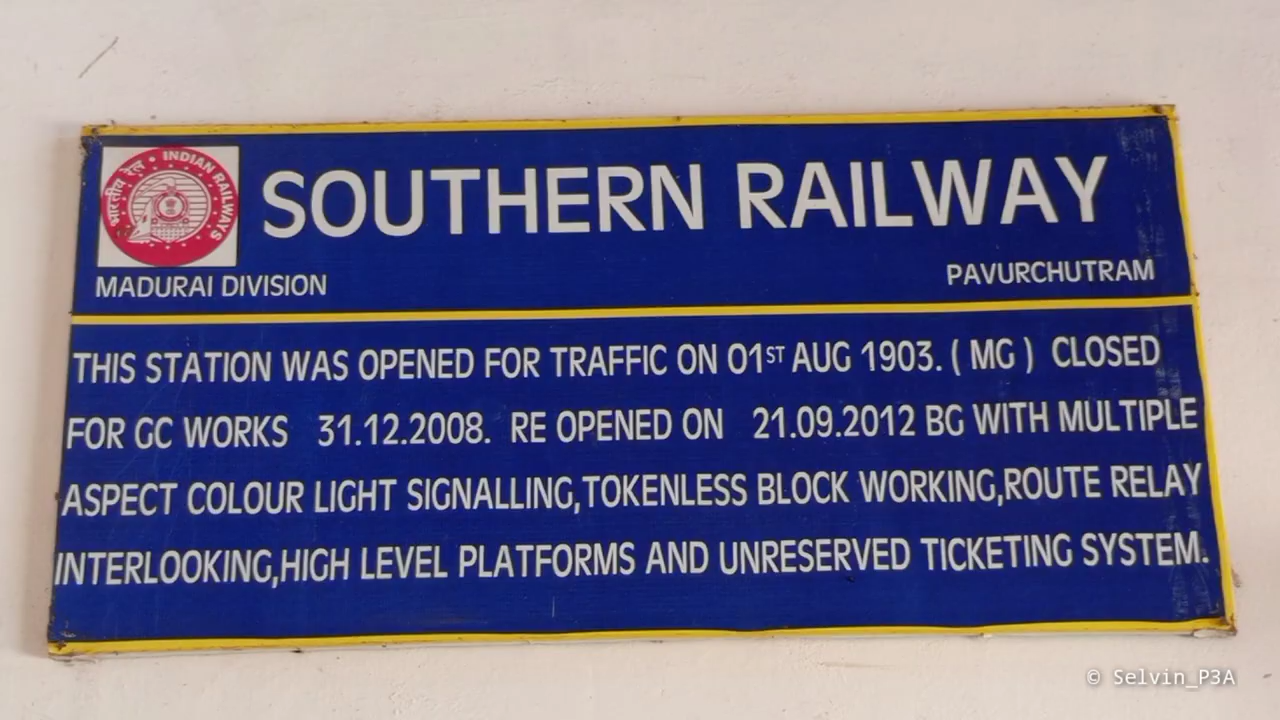 भारतीय रेल • INDIAN RAILWAYS
SOUTHERN RAILWAY
MADURAI DIVISION
PAVURCHUTRAM
THIS STATION WAS OPENED FOR TRAFFIC ON 01ST AUG 1903. ( MG ) CLOSED
FOR GC WORKS 31.12.2008. RE OPENED ON 21.09.2012 BG WITH MULTIPLE
ASPECT COLOUR LIGHT SIGNALLING,TOKENLESS BLOCK WORKING,ROUTE RELAY
INTERLOOKING,HIGH LEVEL PLATFORMS AND UNRESERVED TICKETING SYSTEM.
© Selvin_P3A